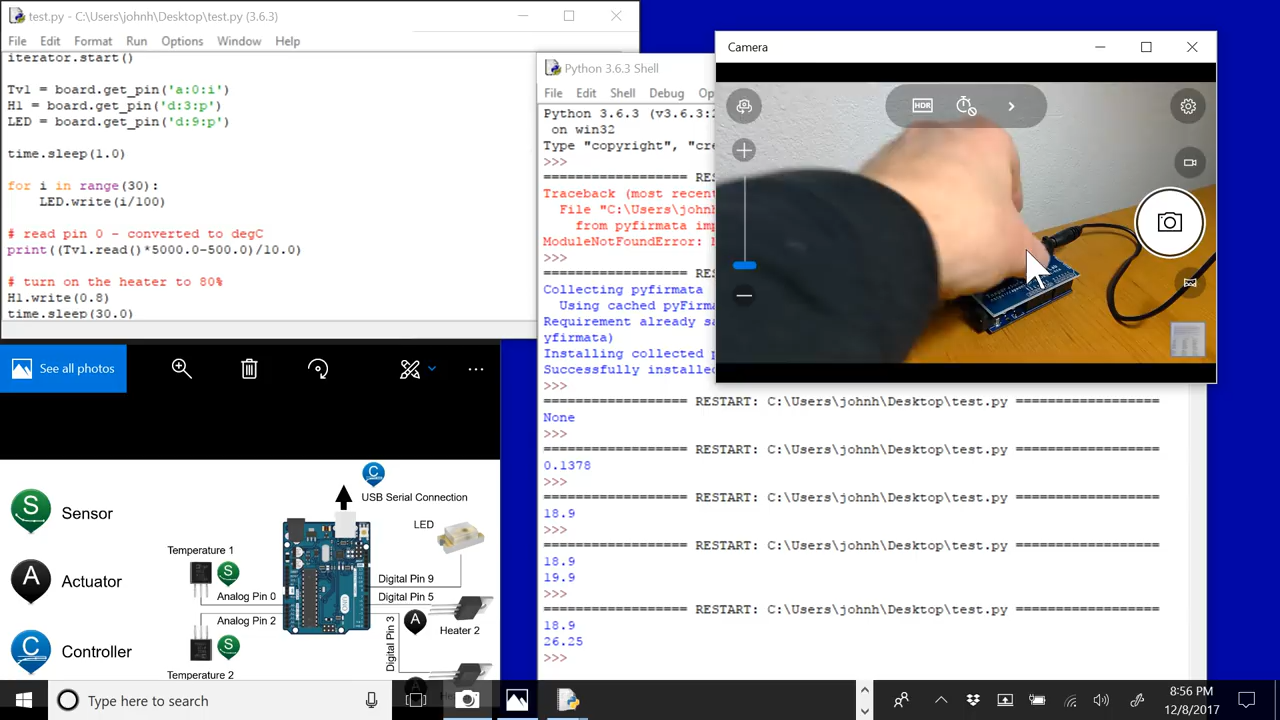 test.py - C:\Users\johnh\Desktop\test.py (3.6.3)
File Edit Format Run Options Window Help
iterator.start()
Tv1 = board.get_pin('a:0:i')
H1 = board.get_pin('d:3:p')
LED = board.get_pin('d:9:p')
time.sleep(1.0)
for i in range(30):
LED.write(i/100)
# read pin 0 - converted to degC
print((Tv1.read()*5000.0-500.0)/10.0)
# turn on the heater to 80%
H1.write(0.8)
time.sleep(30.0)
See all photos
Sensor
S
Actuator
A
Controller
C
C
USB Serial Connection
LED
Temperature 1
S
Digital Pin 9
Analog Pin 0
Digital Pin 5
Analog Pin 2
A
Heater 2
Digital Pin 3
S
Temperature 2
Python 3.6.3 Shell
File Edit Shell Debug
Python 3.6.3 (v3.6.3:
on win32
Type "copyright",
>>>
================= RES
Traceback (most recent
File "C:\Users\johnh
from pyfirmata
ModuleNotFoundError:
>>>
================= RES
Collecting pyfirmata
Using cached
Requirement already
yfirmata)
Installing collected
Successfully
>>>
================= RESTART: C:\Users\johnh\Desktop\test.py ==================
None
>>>
================= RESTART: C:\Users\johnh\Desktop\test.py ==================
0.1378
>>>
================= RESTART: C:\Users\johnh\Desktop\test.py ==================
18.9
>>>
================= RESTART: C:\Users\johnh\Desktop\test.py ==================
18.9
19.9
>>>
================= RESTART: C:\Users\johnh\Desktop\test.py ==================
18.9
26.25
>>>
Camera
HDR
Type here to search
8:56 PM
12/8/2017